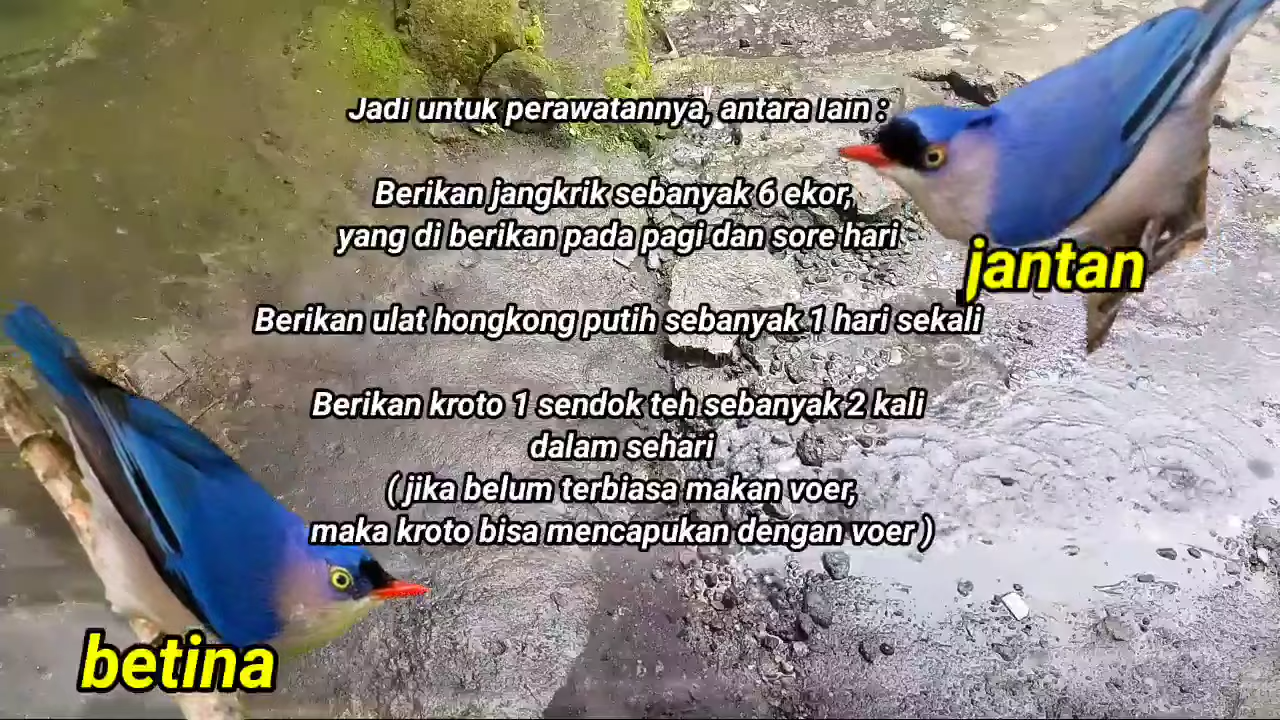 Jadi untuk perawatannya, antara lain :
Berikan jangkrik sebanyak 6 ekor,
yang di berikan pada pagi dan sore hari
jantan
Berikan ulat hongkong putih sebanyak 1 hari sekali
Berikan kroto 1 sendok teh sebanyak 2 kali
dalam sehari
( jika belum terbiasa makan voer,
maka kroto bisa mencapukan dengan voer )
betina